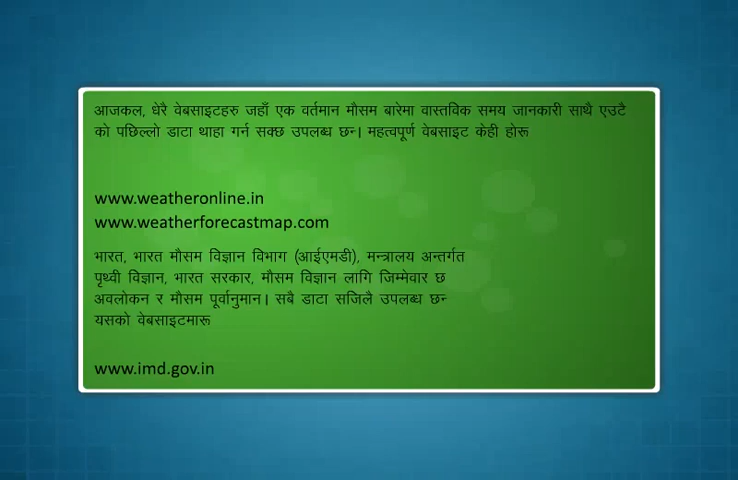 आजकल, धेरै वेबसाइटहरु जहाँ एक वर्तमान मौसम बारेमा वास्तविक समय जानकारी साथै एउटै
को पछिल्लो डाटा थाहा गर्न सक्छ उपलब्ध छन्। महत्वपूर्ण वेबसाइट केही होरू
www.weatheronline.in
www.weatherforecastmap.com
भारत, भारत मौसम विज्ञान विभाग (आईएमडी), मन्त्रालय अन्तर्गत
पृथ्वी विज्ञान, भारत सरकार, मौसम विज्ञान लागि जिम्मेवार छ
अवलोकन र मौसम पूर्वानुमान। सबै डाटा सजिलै उपलब्ध छन्
यसको वेबसाइटमारू
www.imd.gov.in